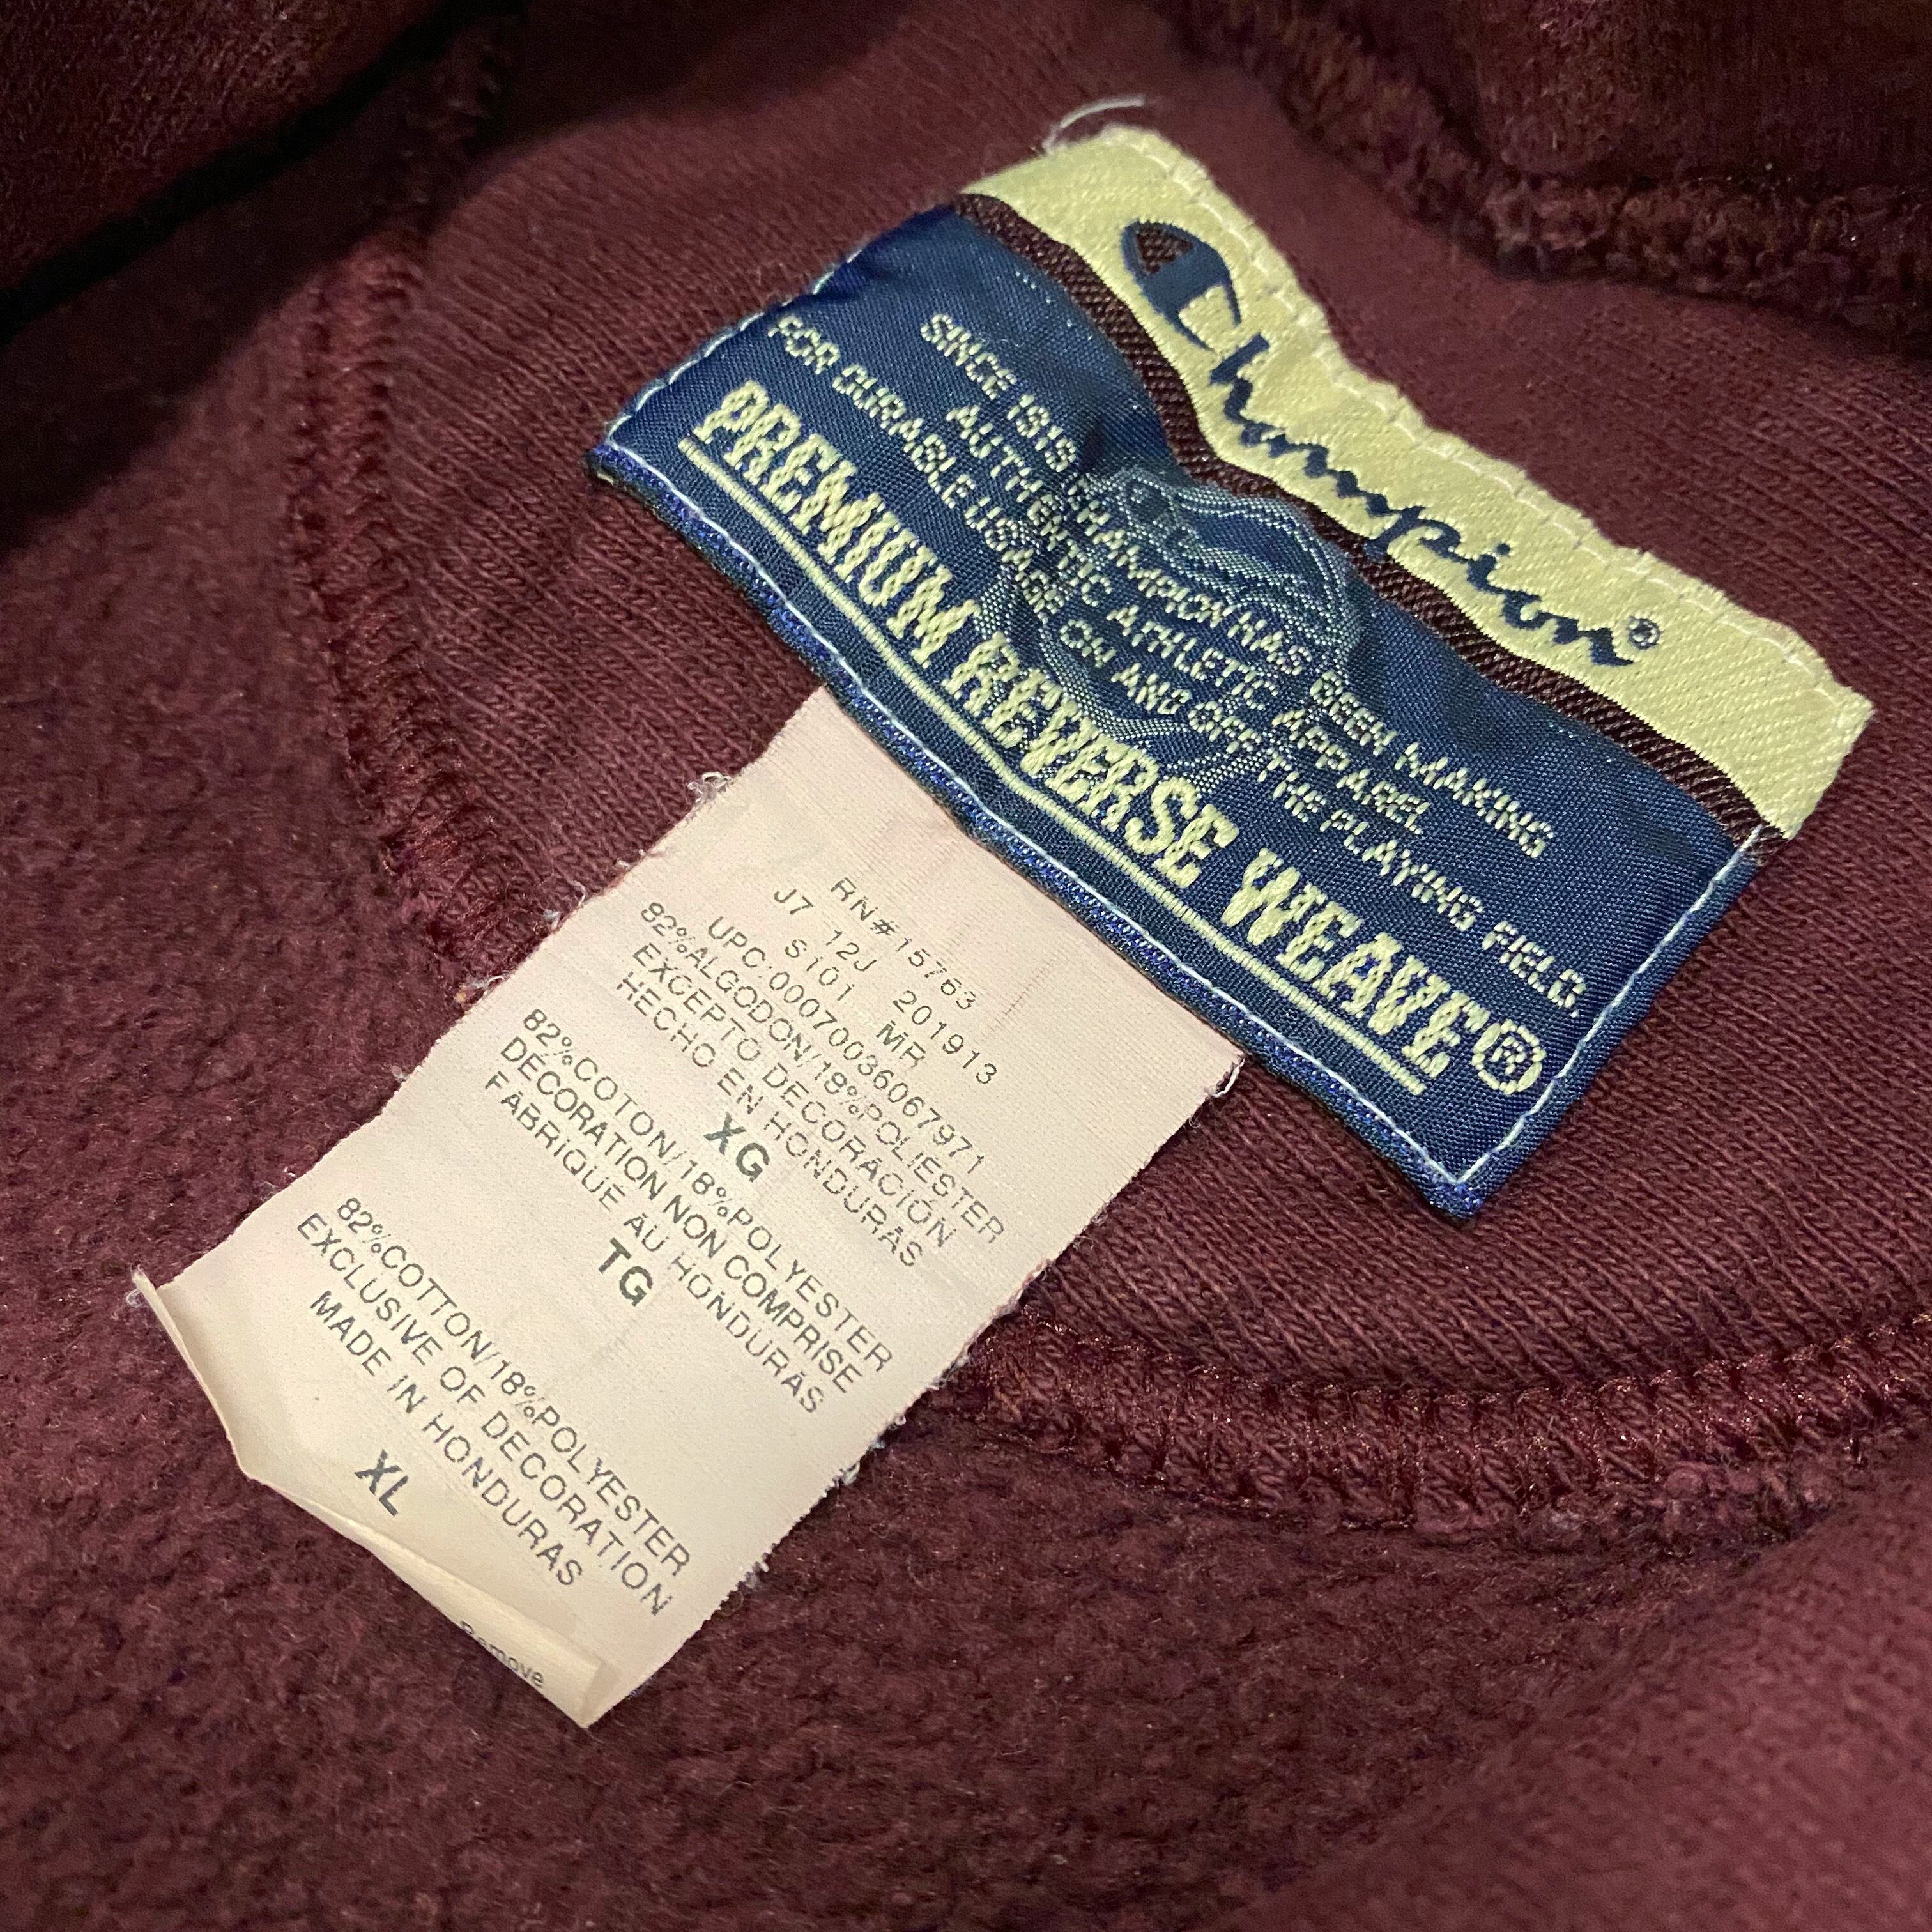 Champion®
SINCE 1919 CHAMPION HAS BEEN MAKING
AUTHENTIC ATHLETIC APPAREL
FOR DURABLE USAGE ON AND OFF THE PLAYING FIELD.
PREMIUM REVERSE WEAVE®
RN#15763
J7 12J 201913
S101 MR
UPC:00070036067971
82%ALGODON/18%POLIESTER
EXCEPTO DECORACIÓN
HECHO EN HONDURAS
XG
82%COTON/18%POLYESTER
DÉCORATION NON COMPRISE
FABRIQUE AU HONDURAS
TG
82%COTTON/18%POLYESTER
EXCLUSIVE OF DECORATION
MADE IN HONDURAS
XL
Remove